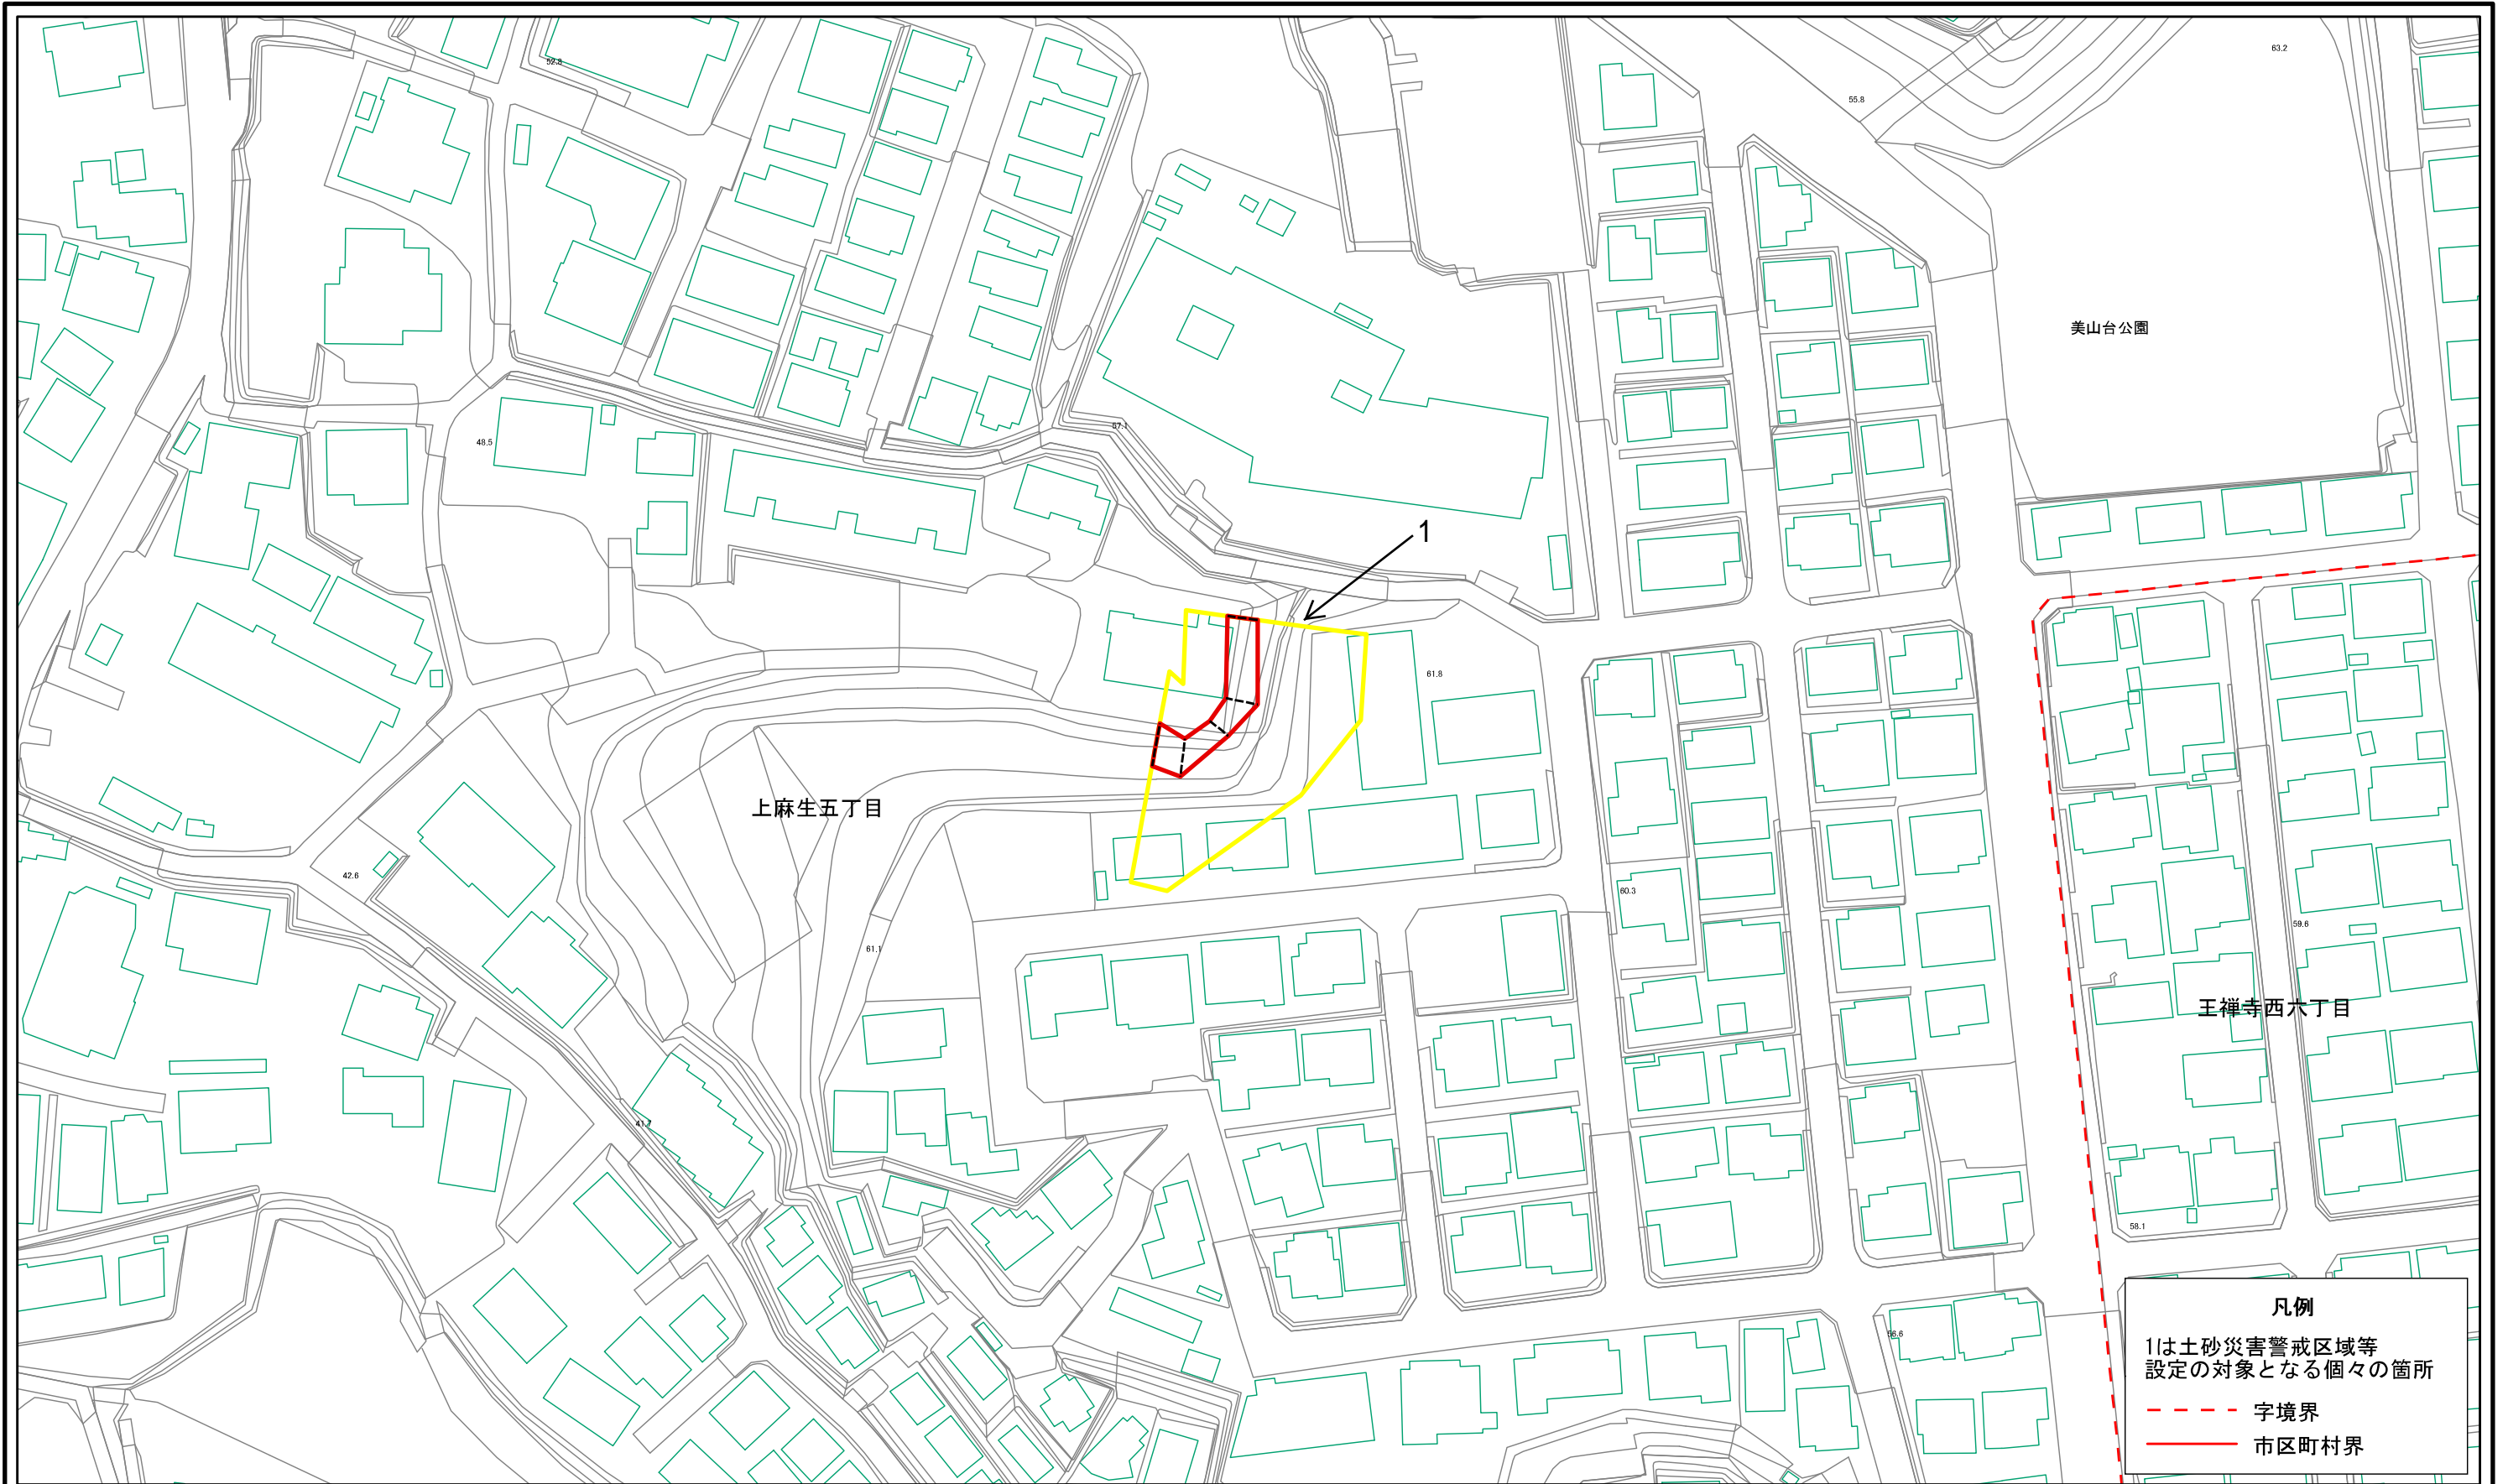 52.8
63.2
55.8
美山台公園
57.1
48.5
1
61.8
上麻生五丁目
42.6
60.3
61.1
59.6
王禅寺西六丁目
41.7
58.1
凡例
1は土砂災害警戒区域等
設定の対象となる個々の箇所
字境界
市区町村界
56.6